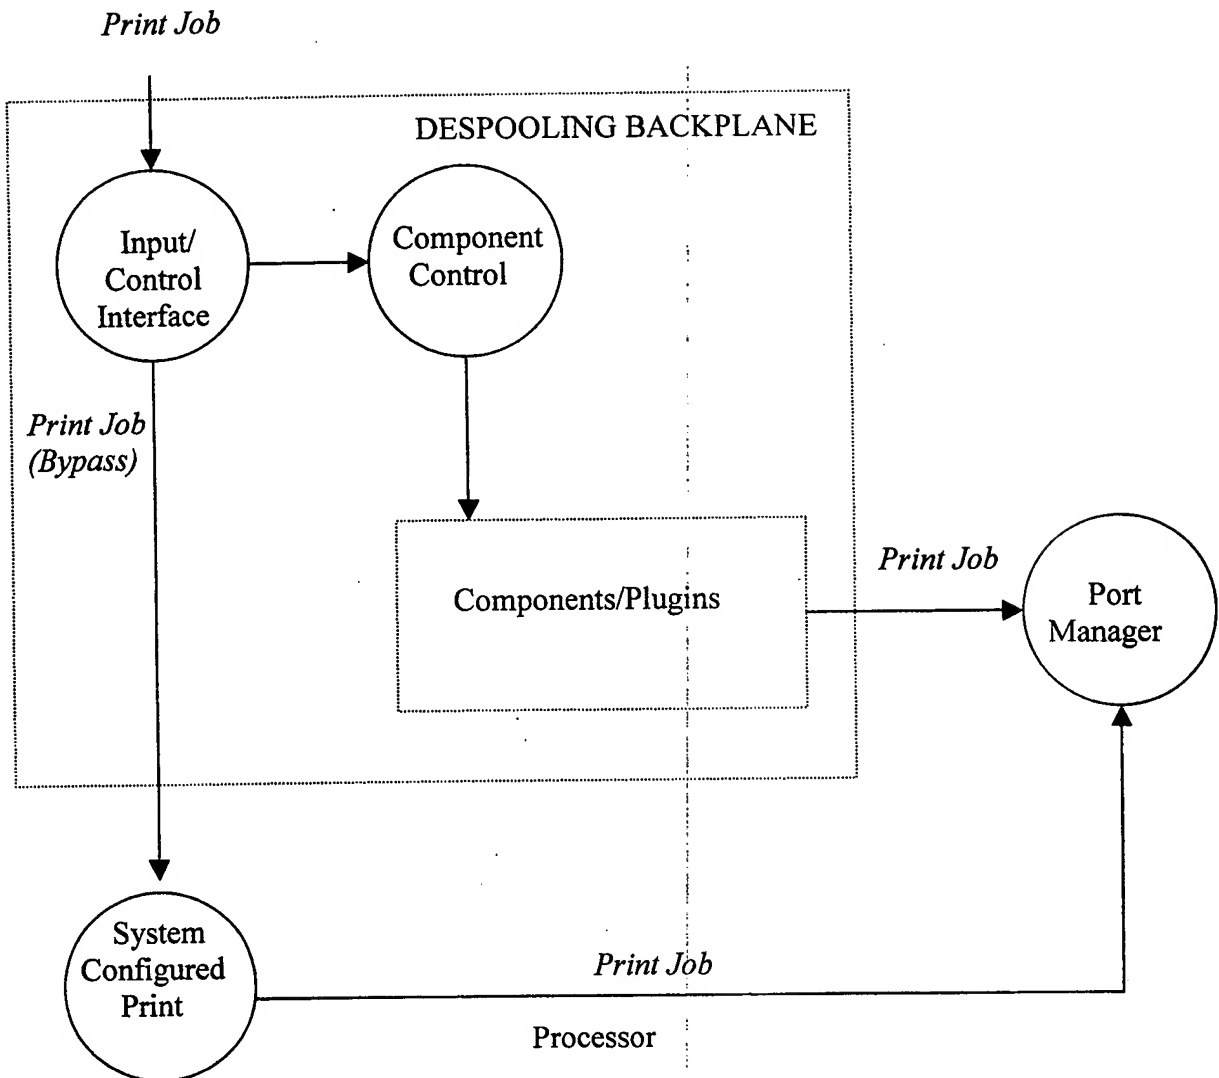 Print Job
DESPOOLING BACKPLANE
Input/
Control
Interface
Component
Control
Print Job
(Bypass)
Components/Plugins
Print Job
Port
Manager
System
Configured
Print
Print Job
Processor